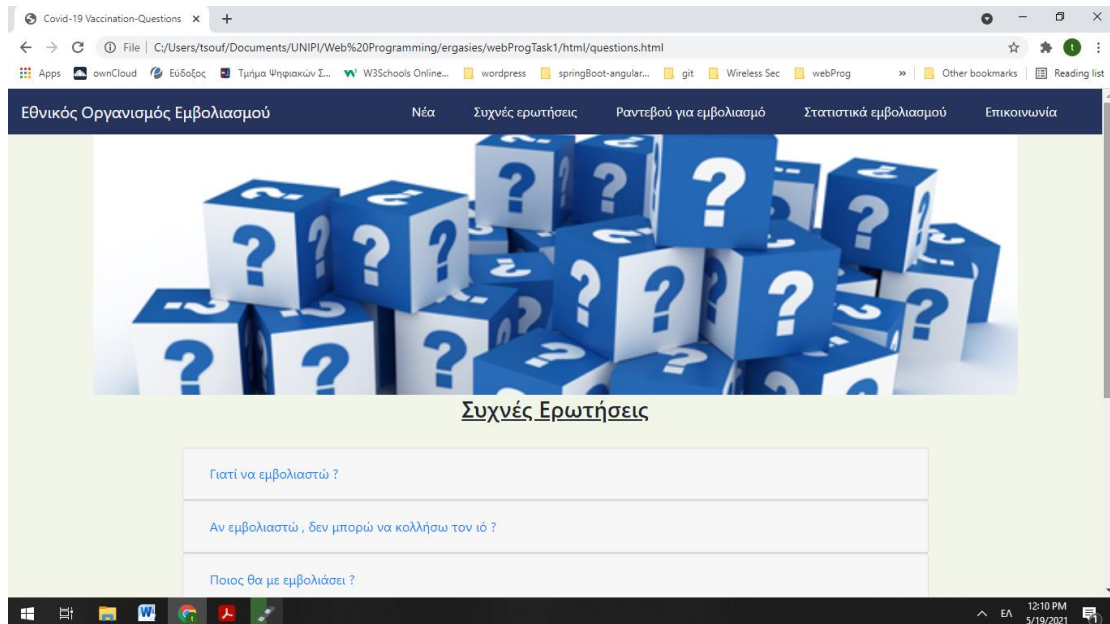 Covid-19 Vaccination-Questions
File | C:/Users/tsouf/Documents/UNIPI/Web%20Programming/ergasies/webProgTask1/html/questions.html
t
Apps ownCloud Εύδοξος Τμήμα Ψηφιακών Σ... W3Schools Online... wordpress springBoot-angular... git Wireless Sec webProg » Other bookmarks Reading list
Εθνικός Οργανισμός Εμβολιασμού Νέα Συχνές ερωτήσεις Ραντεβού για εμβολιασμό Στατιστικά εμβολιασμού Επικοινωνία
Συχνές Ερωτήσεις
Γιατί να εμβολιαστώ ?
Αν εμβολιαστώ , δεν μπορώ να κολλήσω τον ιό ?
Ποιος θα με εμβολιάσει ?
ΕΛ 12:10 PM
5/19/2021